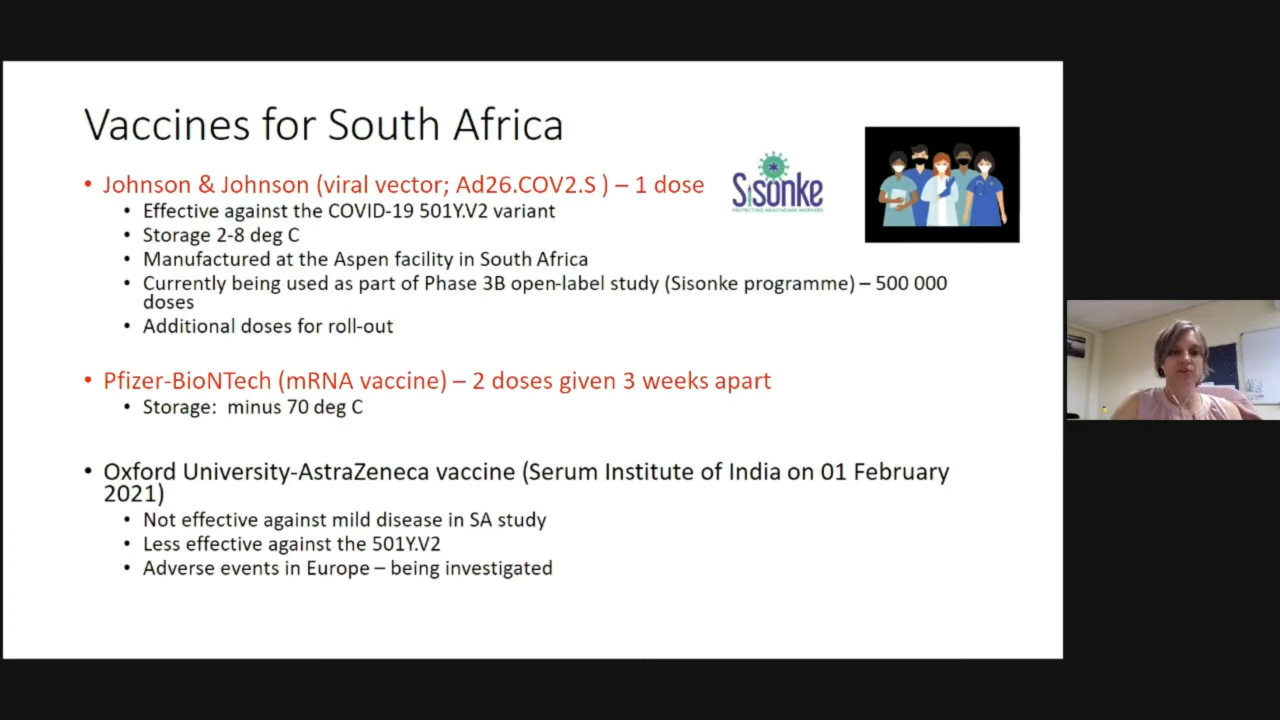 Vaccines for South Africa
• Johnson & Johnson (viral vector; Ad26.COV2.S ) – 1 dose
Sisonke
PROTECTING HEALTHCARE WORKERS
• Effective against the COVID-19 501Y.V2 variant
• Storage 2-8 deg C
• Manufactured at the Aspen facility in South Africa
• Currently being used as part of Phase 3B open-label study (Sisonke programme) – 500 000
doses
• Additional doses for roll-out
• Pfizer-BioNTech (mRNA vaccine) – 2 doses given 3 weeks apart
• Storage: minus 70 deg C
• Oxford University-AstraZeneca vaccine (Serum Institute of India on 01 February
2021)
• Not effective against mild disease in SA study
• Less effective against the 501Y.V2
• Adverse events in Europe – being investigated